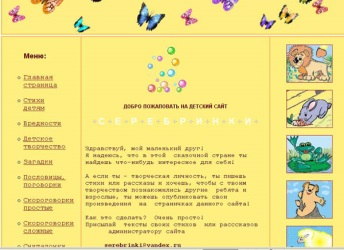 Меню:
Главная
страница
Стихи
детям
Вредности
Детское
творчество
Загадки
Пословицы,
поговорки
Скороговорки
простые
Скороговорки
сложные
ДОБРО ПОЖАЛОВАТЬ НА ДЕТСКИЙ САЙТ
С Е Р Е Б Р И Н К И
Здравствуй, мой маленький друг!
Я надеюсь, что в этой сказочной стране ты
найдешь что-нибудь интересное для себя!
А если ты - творческая личность, ты пишешь
стихи или рассказы и хочешь, чтобы с твоим
творчеством познакомились другие ребята и
взрослые, ты можешь опубликовать свои
произведения на страничках данного сайта!
Как это сделать? Очень просто!
Присылай тексты своих стихов или рассказов
администратору сайта
serebriski@yandex.ru